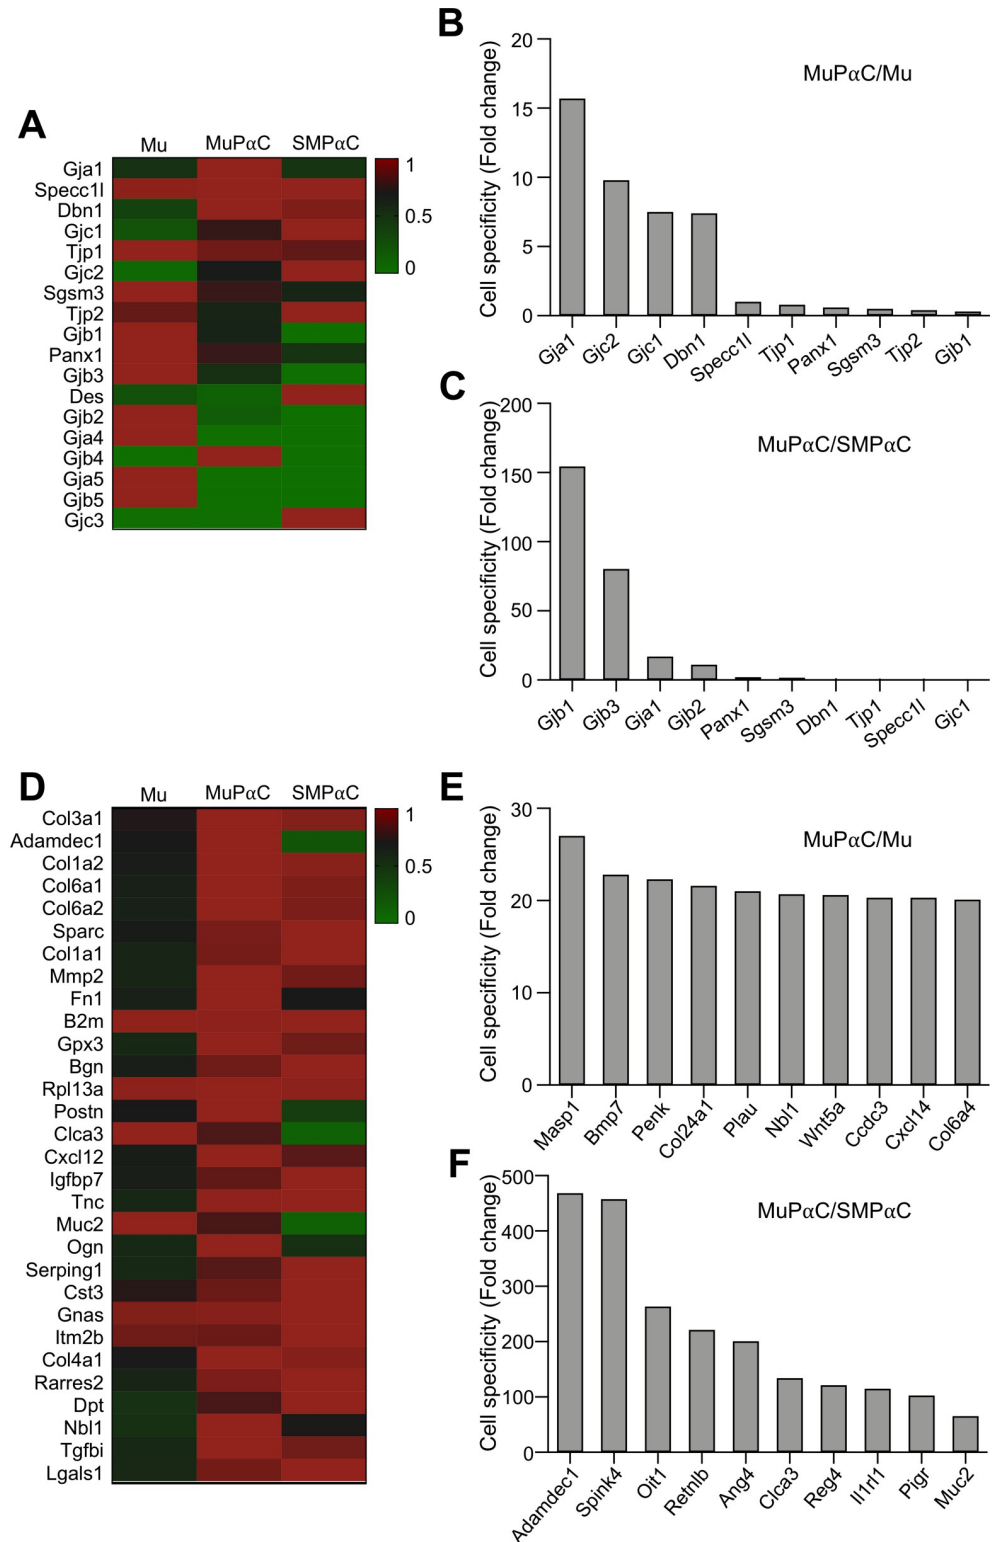 A
Mu MuPαC SMPαC
Gja1
Specc1l
Dbn1
Gjc1
Tjp1
Gjc2
Sgsm3
Tjp2
Gjb1
Panx1
Gjb3
Des
Gjb2
Gja4
Gjb4
Gja5
Gjb5
Gjc3
1
0.5
0
B
Cell specificity (Fold change)
20
15
10
5
0
MuPαC/Mu
Gja1 Gjc2 Gjc1 Dbn1 Specc1l Tjp1 Panx1 Sgsm3 Tjp2 Gjb1
C
Cell specificity (Fold change)
200
150
100
50
0
MuPαC/SMPαC
Gjb1 Gjb3 Gja1 Gjb2 Panx1 Sgsm3 Dbn1 Tjp1 Specc1l Gjc1
D
Mu MuPαC SMPαC
Col3a1
Adamdec1
Col1a2
Col6a1
Col6a2
Sparc
Col1a1
Mmp2
Fn1
B2m
Gpx3
Bgn
Rpl13a
Postn
Clca3
Cxcl12
Igfbp7
Tnc
Muc2
Ogn
Serping1
Cst3
Gnas
Itm2b
Col4a1
Rarres2
Dpt
Nbl1
Tgfbi
Lgals1
1
0.5
0
E
Cell specificity (Fold change)
30
20
10
0
MuPαC/Mu
Masp1 Bmp7 Penk Col24a1 Plau Nbl1 Wnt5a Ccdc3 Cxcl14 Col6a4
F
Cell specificity (Fold change)
500
400
300
200
100
0
MuPαC/SMPαC
Adamdec1 Spink4 Oit1 Retnlb Ang4 Clca3 Reg4 Il1rl1 Pigr Muc2